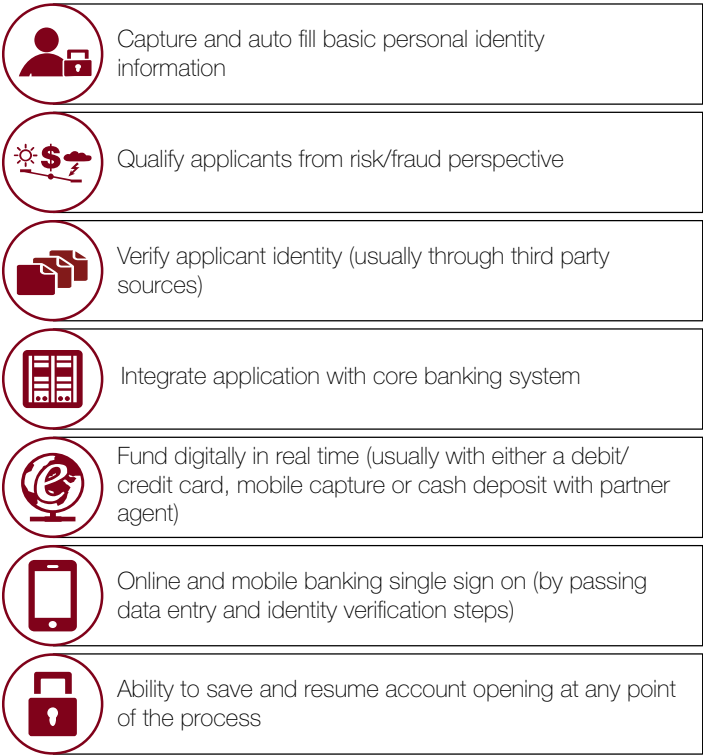 Capture and auto fill basic personal identity
information
Qualify applicants from risk/fraud perspective
Verify applicant identity (usually through third party
sources)
Integrate application with core banking system
Fund digitally in real time (usually with either a debit/
credit card, mobile capture or cash deposit with partner
agent)
Online and mobile banking single sign on (by passing
data entry and identity verification steps)
Ability to save and resume account opening at any point
of the process